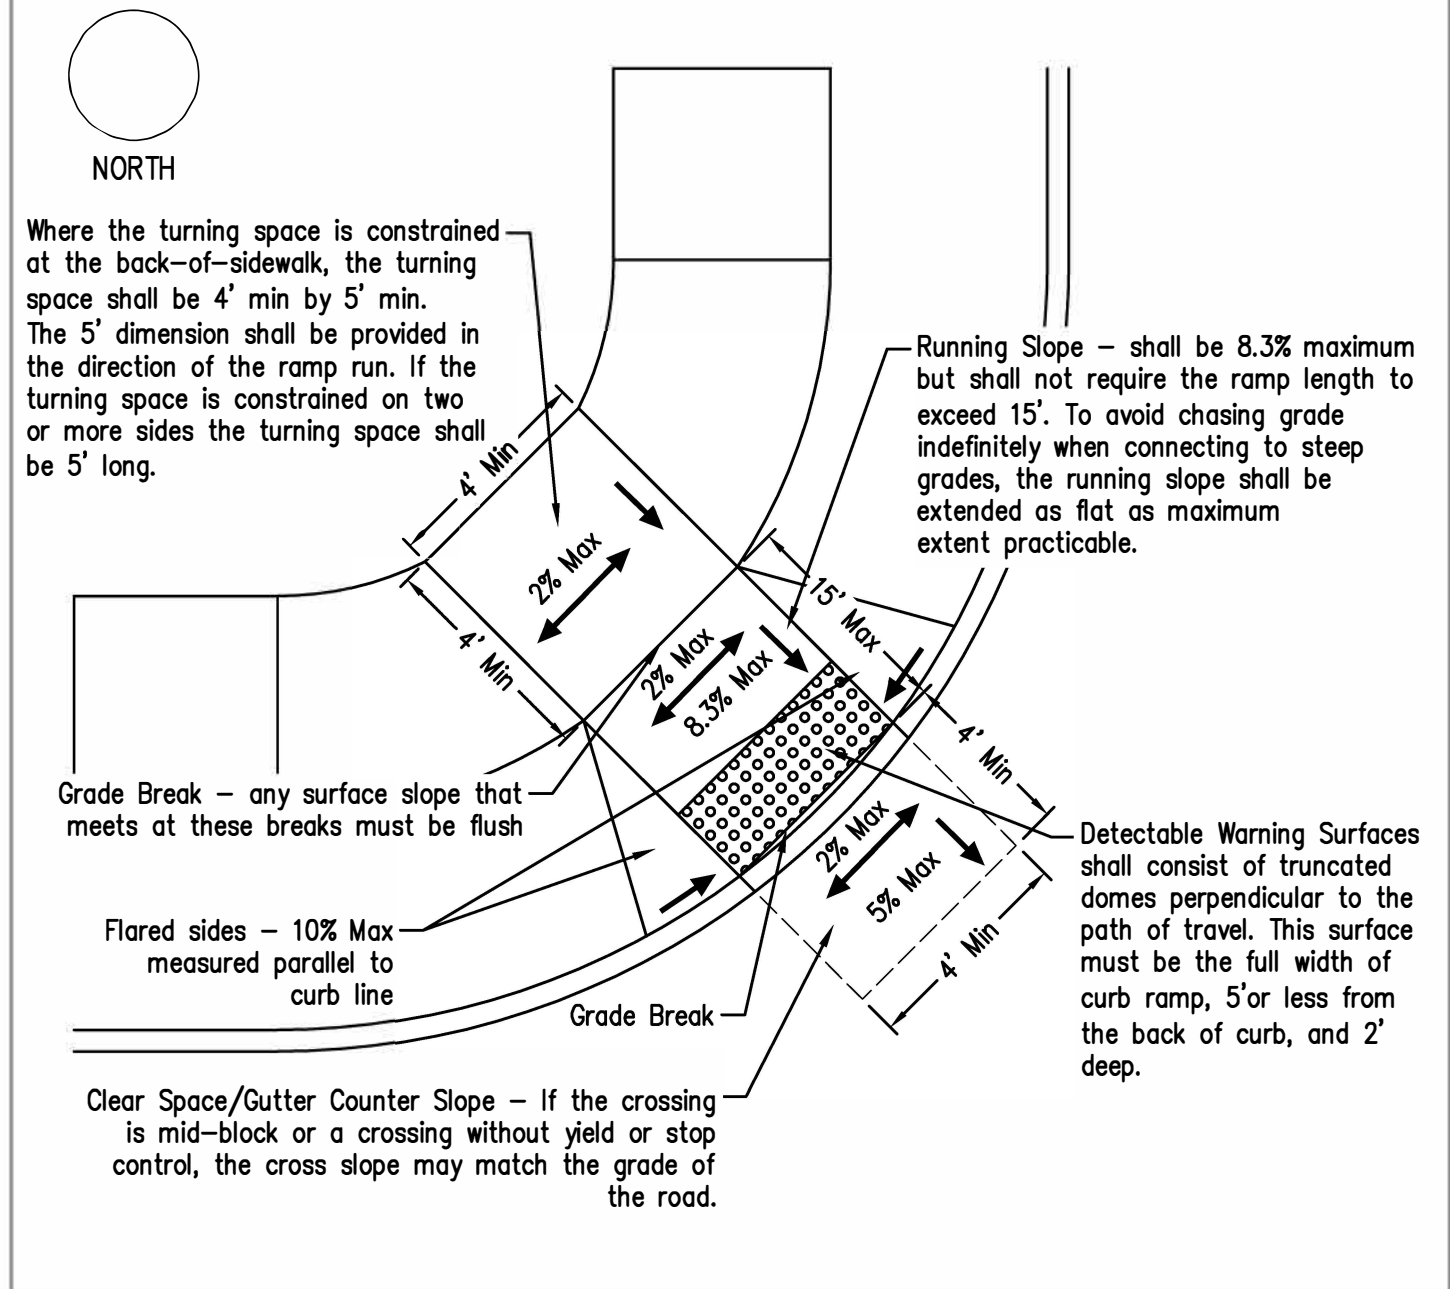 NORTH
Where the turning space is constrained
at the back-of-sidewalk, the turning
space shall be 4' min by 5' min.
The 5' dimension shall be provided in
the direction of the ramp run. If the
turning space is constrained on two
or more sides the turning space shall
be 5' long.
Running Slope - shall be 8.3% maximum
but shall not require the ramp length to
exceed 15'. To avoid chasing grade
indefinitely when connecting to steep
grades, the running slope shall be
extended as flat as maximum
extent practicable.
4' Min
2% Max
4' Min
15' Max
2% Max
8.3% Max
4' Min
2% Max
5% Max
4' Min
Grade Break - any surface slope that
meets at these breaks must be flush
Detectable Warning Surfaces
shall consist of truncated
domes perpendicular to the
path of travel. This surface
must be the full width of
curb ramp, 5'or less from
the back of curb, and 2'
deep.
Flared sides - 10% Max
measured parallel to
curb line
Grade Break
Clear Space/Gutter Counter Slope - If the crossing
is mid-block or a crossing without yield or stop
control, the cross slope may match the grade of
the road.